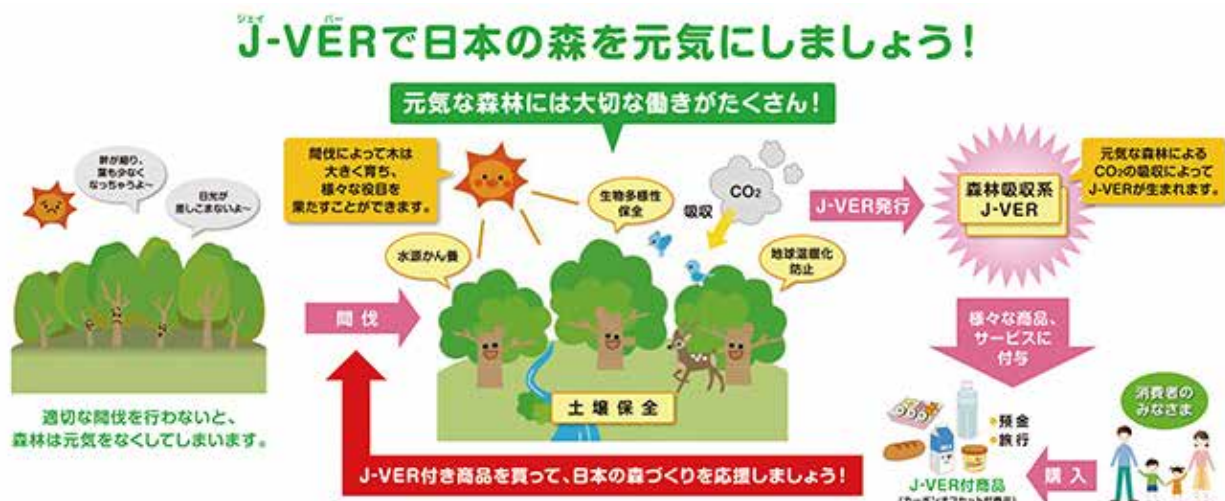 ジェイ バー
J-VERで日本の森を元気にしましょう!
元気な森林には大切な働きがたくさん!
幹が細り、
葉も少なく
なっちゃうよ~
日光が
差しこまないよ~
適切な間伐を行わないと、
森林は元気をなくしてしまいます。
間伐
間伐によって木は
大きく育ち、
様々な役目を
果たすことができます。
水源かん養
生物多様性
保全
吸収
CO2
地球温暖化
防止
土壌保全
J-VER発行
森林吸収系
J-VER
元気な森林による
CO2の吸収によって
J-VERが生まれます。
様々な商品、
サービスに
付与
預金
旅行
J-VER付商品
(カーボンオフセット付商品)
消費者の
みなさま
購入
J-VER付き商品を買って、日本の森づくりを応援しましょう!